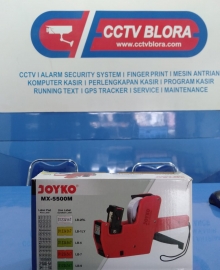 CCTV BLORA
www.cctvblora.com
CCTV | ALARM SECURITY SYSTEM | FINGER PRINT | MESIN ANTRIAN
KOMPUTER KASIR | PERLENGKAPAN KASIR | PROGRAM KASIR
RUNNING TEXT | GPS TRACKER | SERVICE | MAINTENANCE
JOYKO
MX-5500M